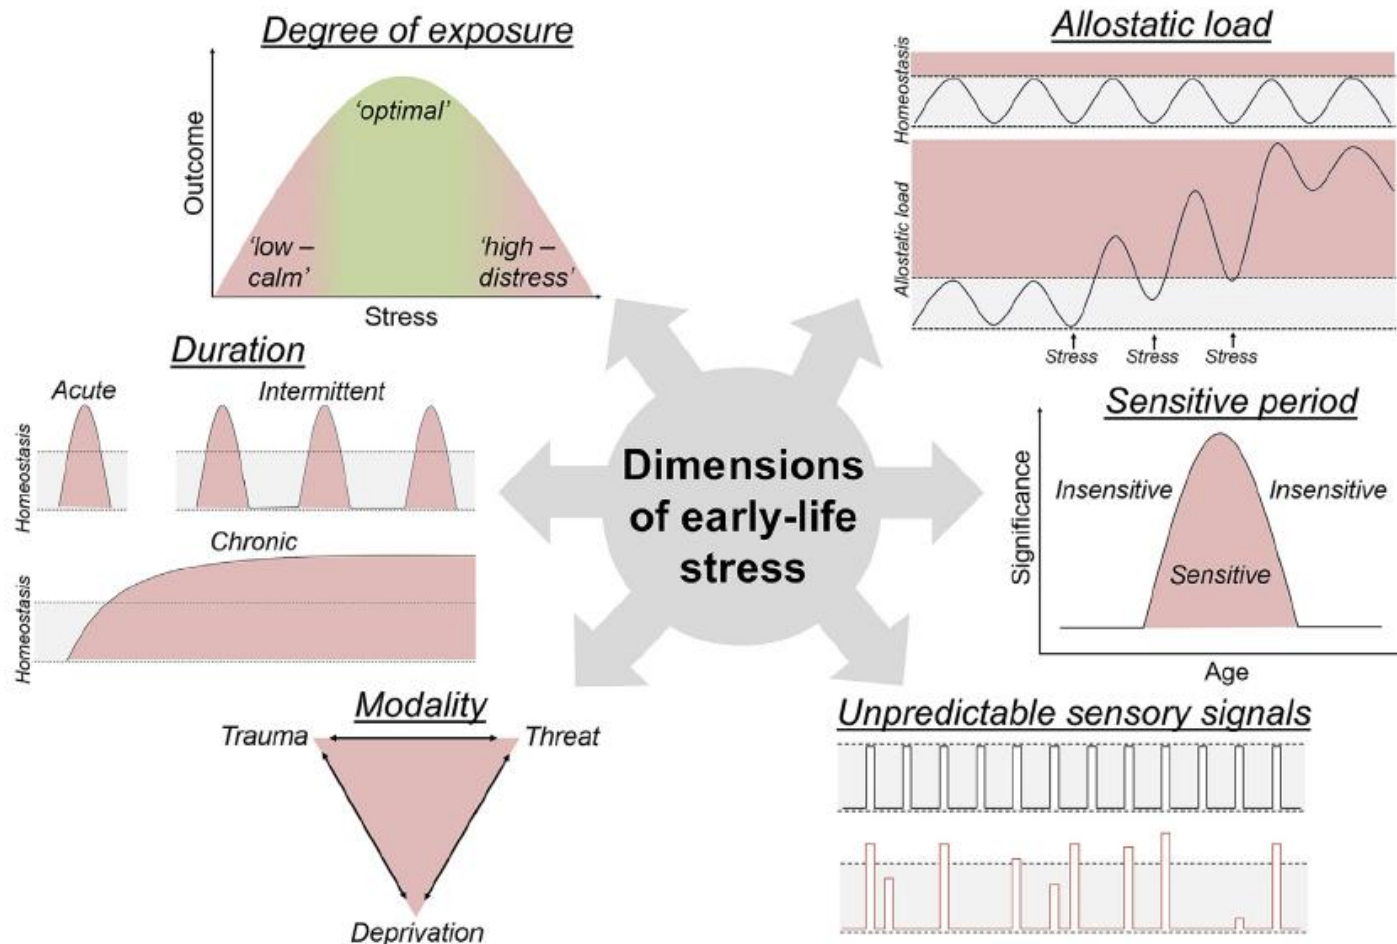 Degree of exposure
Outcome
'optimal'
'low –
calm'
'high –
distress'
Stress
Allostatic load
Homeostasis
Allostatic load
Stress
Stress
Stress
Duration
Acute
Intermittent
Homeostasis
Chronic
Homeostasis
Dimensions
of early-life
stress
Sensitive period
Significance
Insensitive
Insensitive
Sensitive
Age
Modality
Trauma
Threat
Deprivation
Unpredictable sensory signals